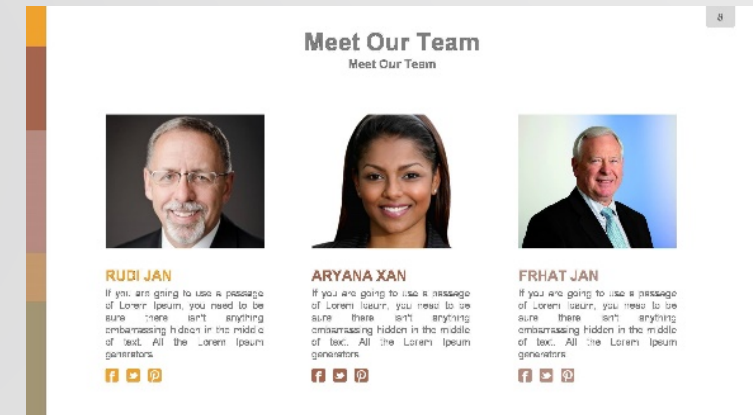 8
Meet Our Team
Meet Our Team
RUDI JAN
If you are going to use a passage
of Lorem Ipsum, you need to be
sure there isn't anything
embarrassing hidden in the middle
of text. All the Lorem Ipsum
generators
ARYANA XAN
If you are going to use a passage
of Lorem Ipsum, you need to be
sure there isn't anything
embarrassing hidden in the middle
of text. All the Lorem Ipsum
generators
FRHAT JAN
If you are going to use a passage
of Lorem Ipsum, you need to be
sure there isn't anything
embarrassing hidden in the middle
of text. All the Lorem Ipsum
generators